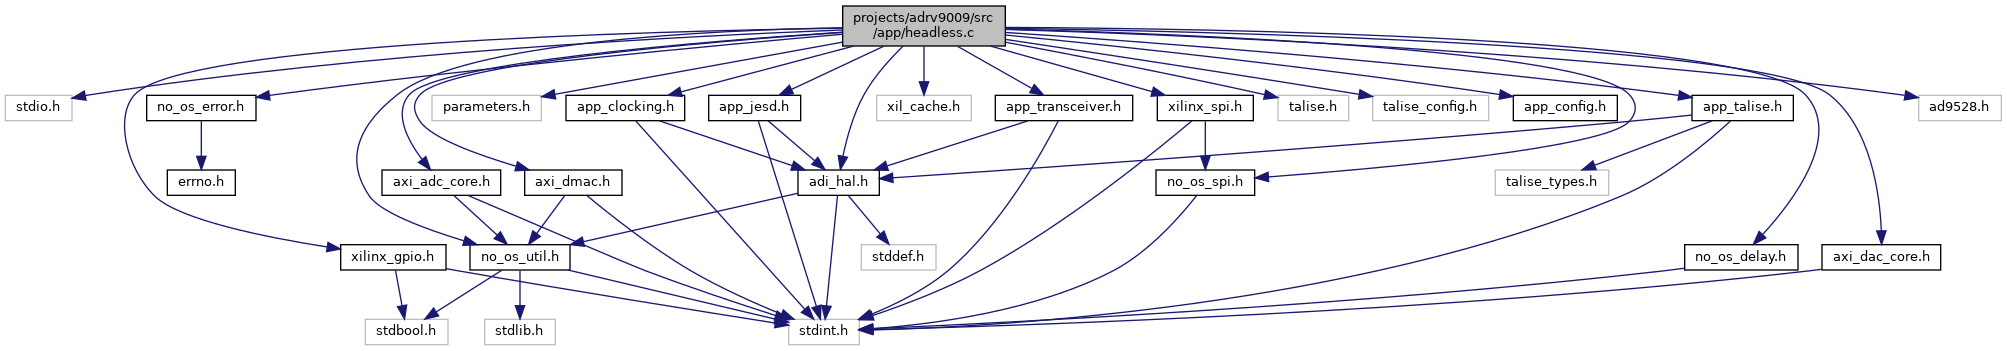 projects/adrv9009/src
/app/headless.c
stdio.h
no_os_error.h
parameters.h
app_clocking.h
app_jesd.h
xil_cache.h
app_transceiver.h
xilinx_spi.h
talise.h
talise_config.h
app_config.h
app_talise.h
ad9528.h
errno.h
axi_adc_core.h
axi_dmac.h
adi_hal.h
no_os_spi.h
talise_types.h
xilinx_gpio.h
no_os_util.h
stddef.h
no_os_delay.h
axi_dac_core.h
stdbool.h
stdlib.h
stdint.h